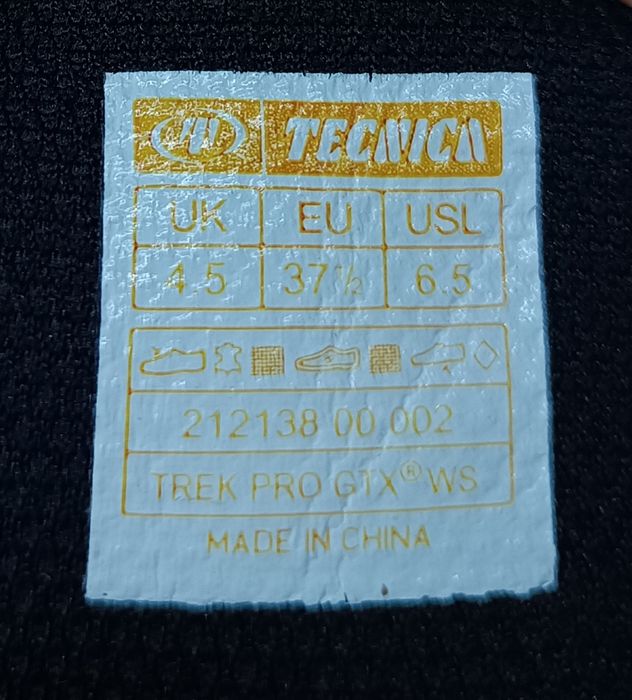 TECNICA
UK EU USL
4.5 37½ 6.5
212138 00 002
TREK PRO GTX® WS
MADE IN CHINA